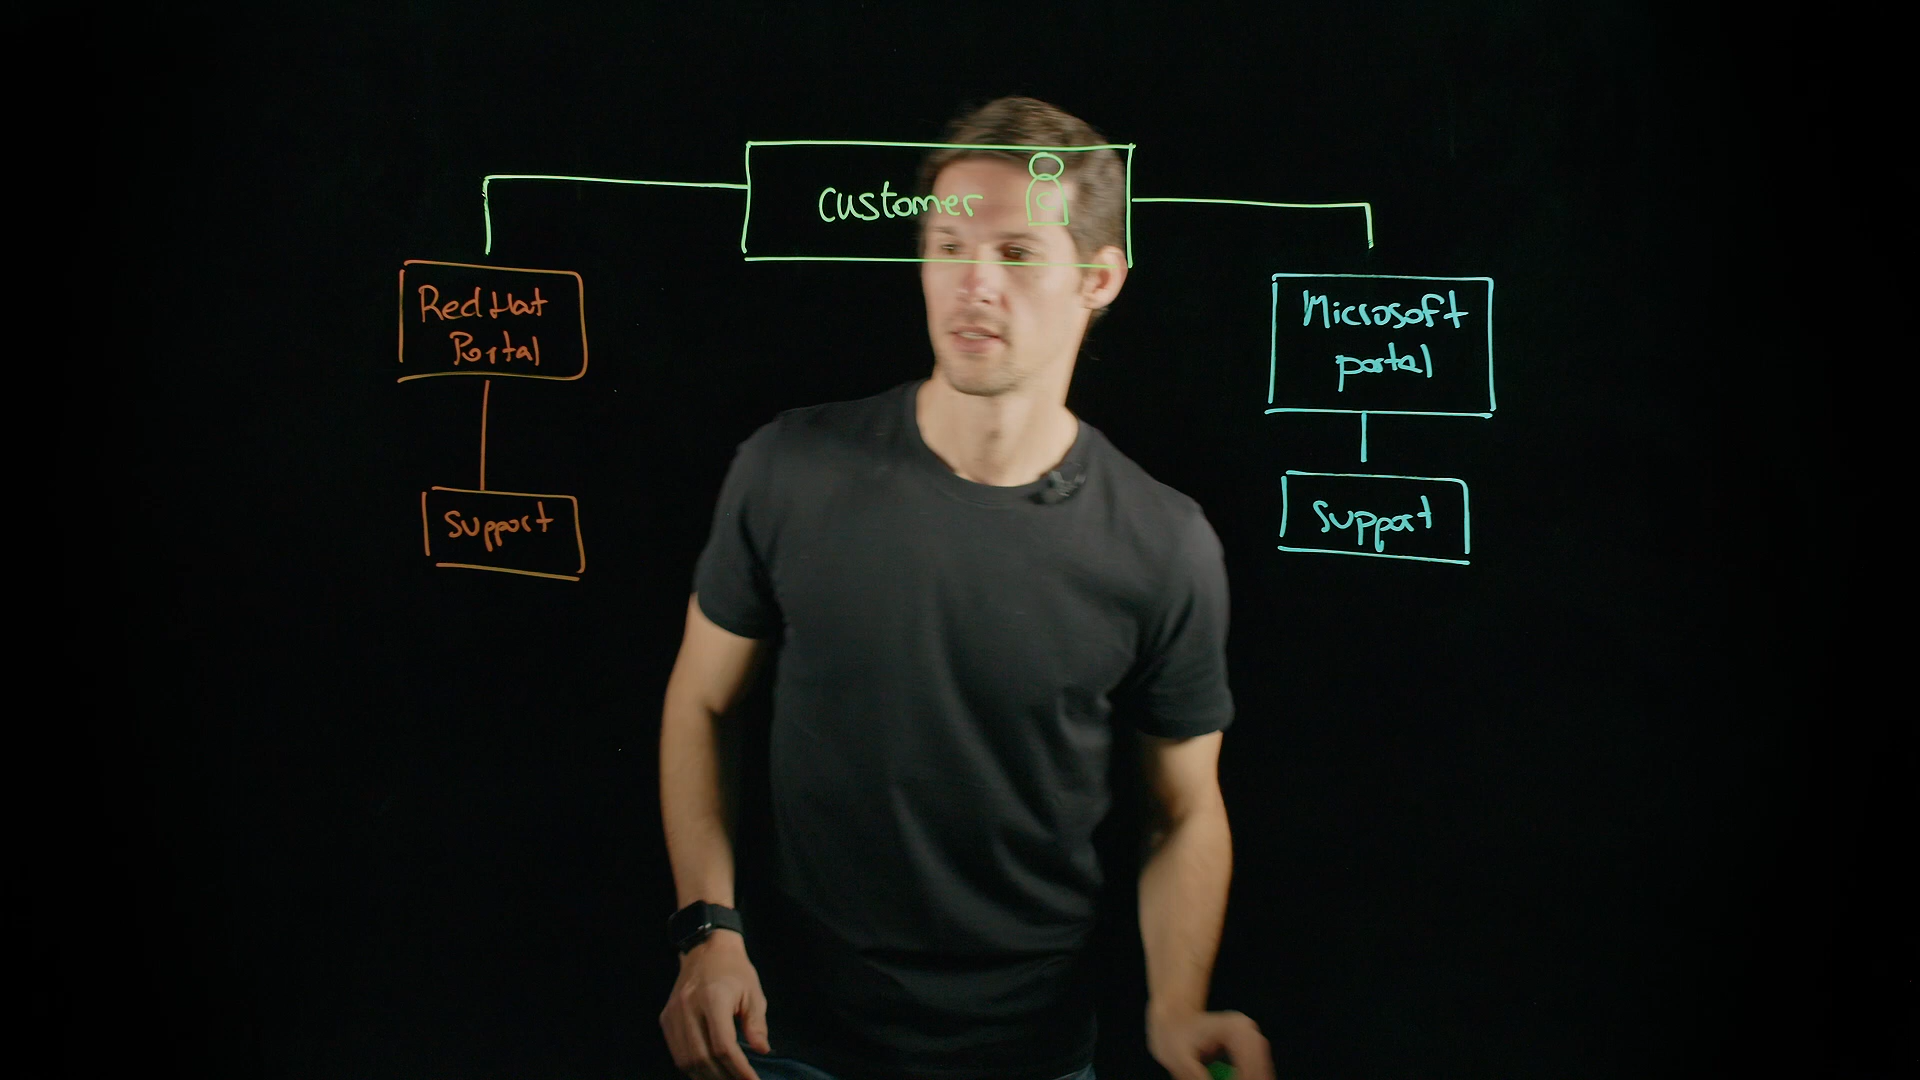 customer
Red Hat
Portal
Microsoft
portal
support
support